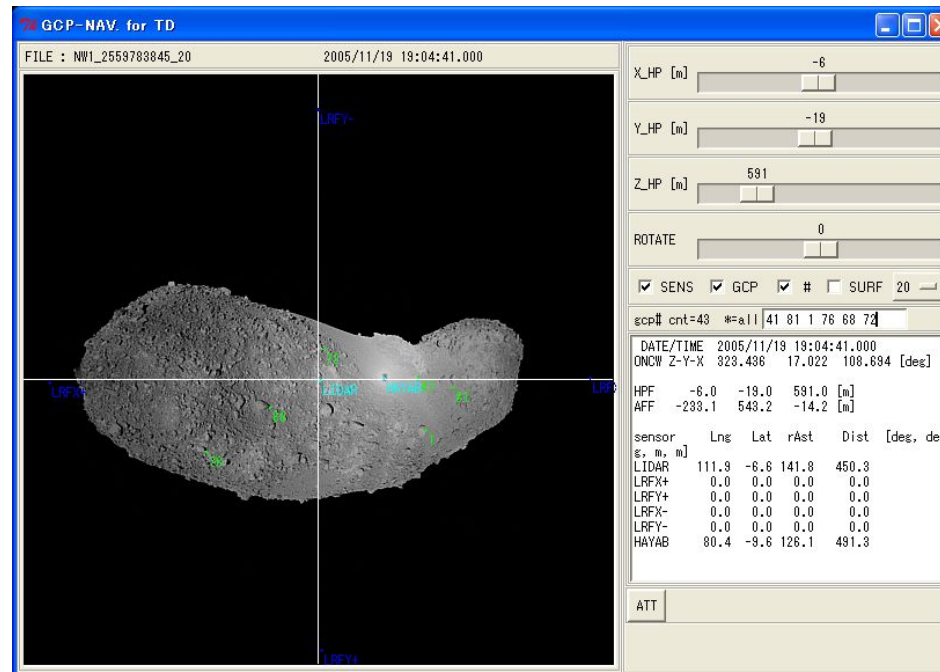 GCP-NAV. for TD
FILE : NW1_2559783845_20 2005/11/19 19:04:41.000
LRFY-
LIDAR
HAYAB
LRFX+
68
1
LRFY+
X_HP [m] -6
Y_HP [m] -19
Z_HP [m] 591
ROTATE 0
SENS GCP # SURF 20
gcp# cnt=43 *=all 41 81 1 76 68 72
DATE/TIME 2005/11/19 19:04:41.000
ONCW Z-Y-X 323.436 17.022 108.694 [deg]
HPF -6.0 -19.0 591.0 [m]
AFF -233.1 543.2 -14.2 [m]
sensor Lng Lat rAst Dist [deg, de
g, m, m]
LIDAR 111.9 -6.6 141.8 450.3
LRFX+ 0.0 0.0 0.0 0.0
LRFY+ 0.0 0.0 0.0 0.0
LRFX- 0.0 0.0 0.0 0.0
LRFY- 0.0 0.0 0.0 0.0
HAYAB 80.4 -9.6 126.1 491.3
ATT